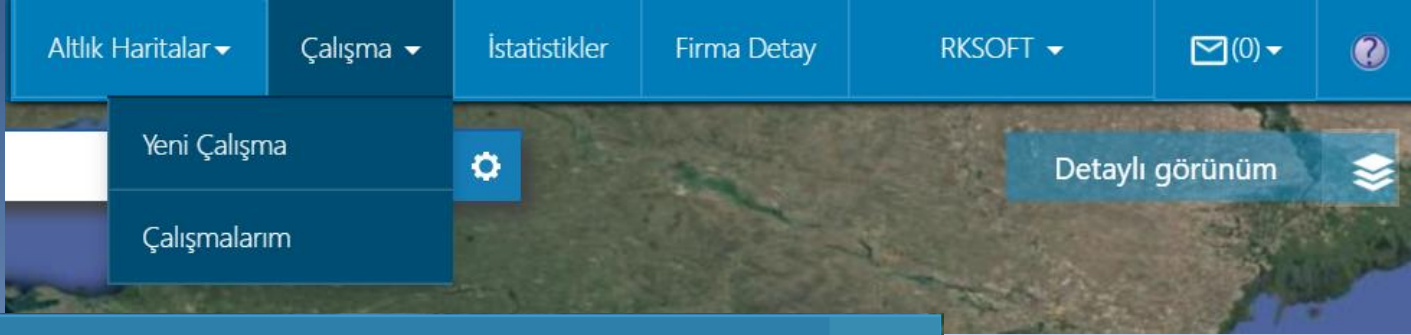 Altlık Haritalar
Çalışma
İstatistikler
Firma Detay
RKSOFT
(0)
?
Yeni Çalışma
Detaylı görünüm
Çalışmalarım